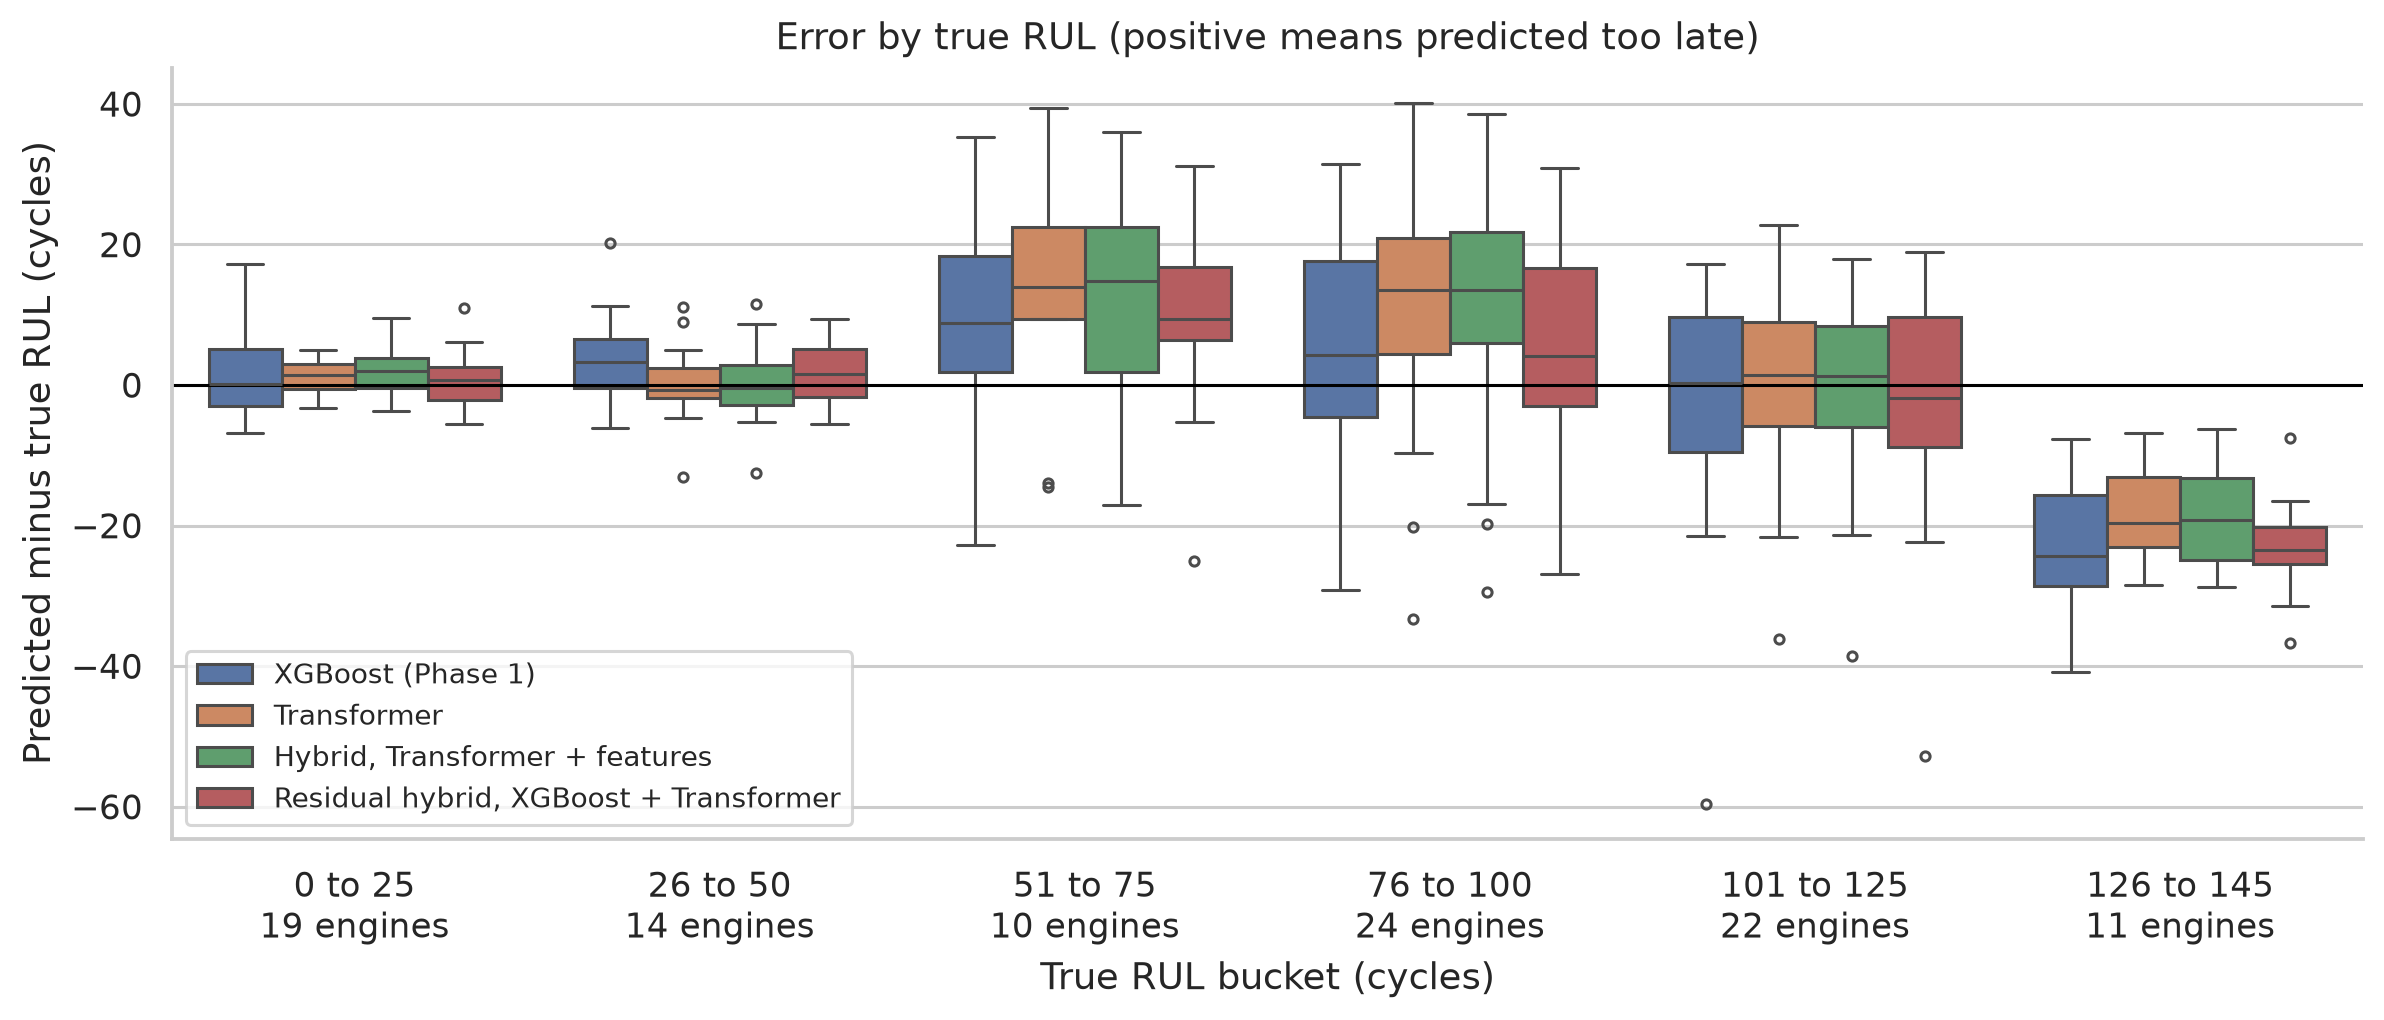 Error by true RUL (positive means predicted too late)
Predicted minus true RUL (cycles)
40
20
0
−20
−40
−60
XGBoost (Phase 1)
Transformer
Hybrid, Transformer + features
Residual hybrid, XGBoost + Transformer
0 to 25
19 engines
26 to 50
14 engines
51 to 75
10 engines
76 to 100
24 engines
101 to 125
22 engines
126 to 145
11 engines
True RUL bucket (cycles)